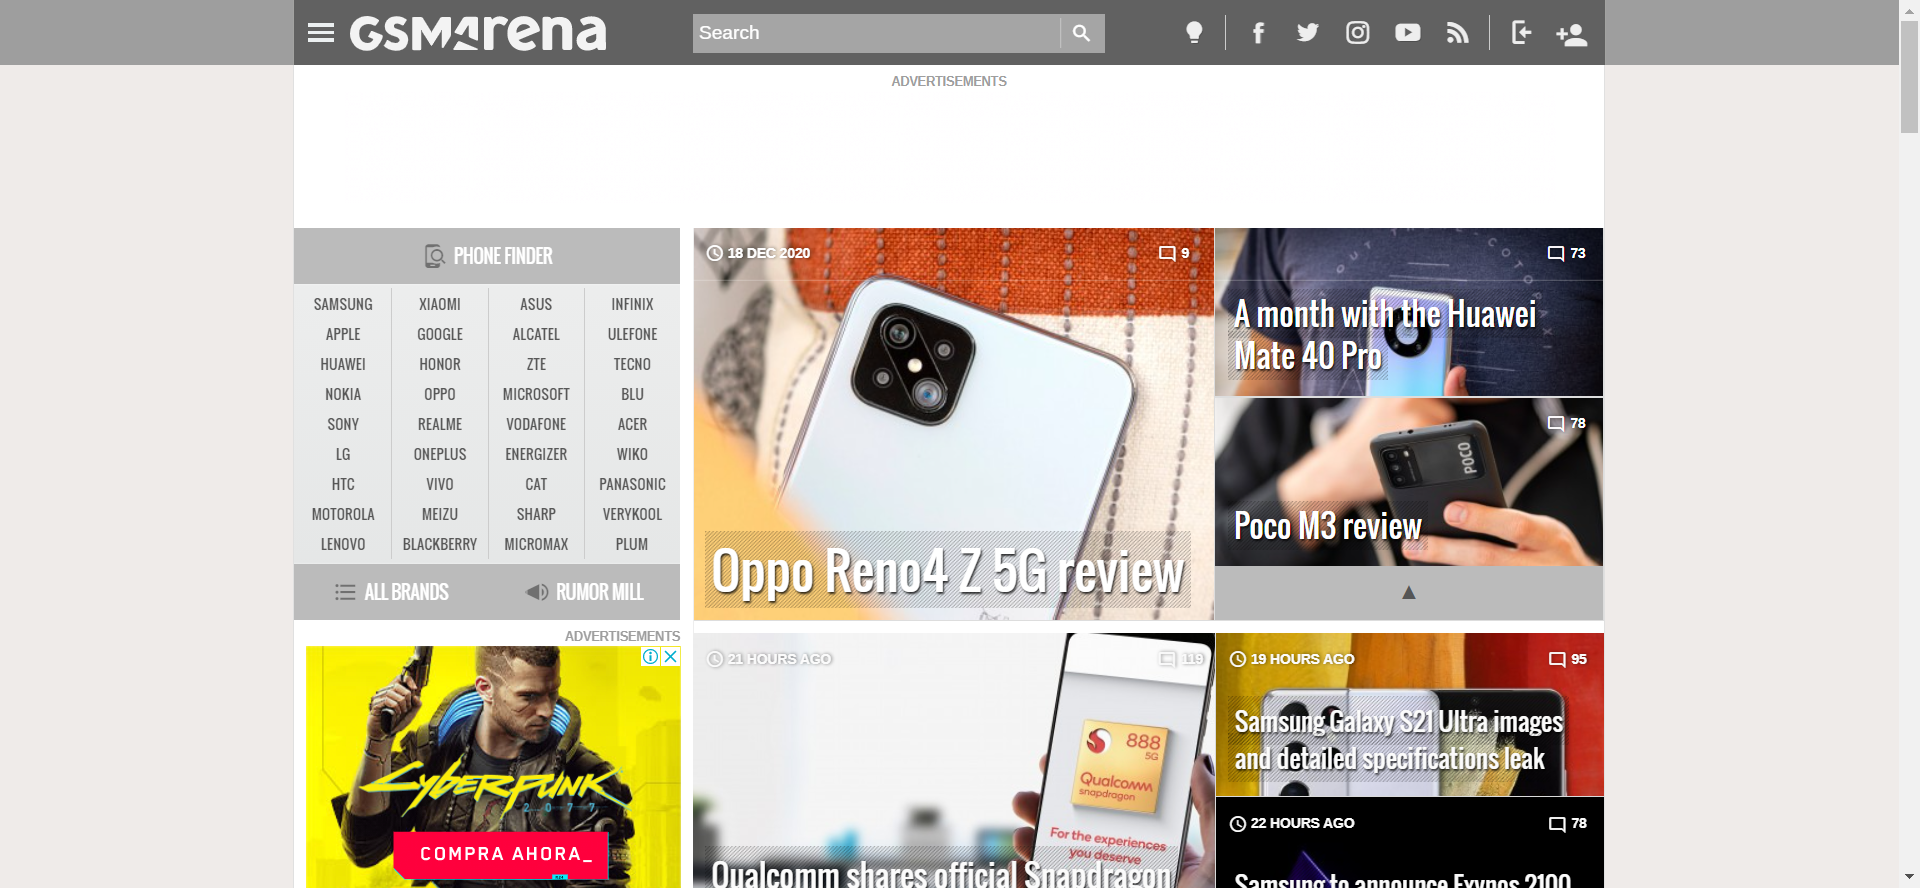 GSMArena
Search
ADVERTISEMENTS
PHONE FINDER
SAMSUNG XIAOMI ASUS INFINIX
APPLE GOOGLE ALCATEL ULEFONE
HUAWEI HONOR ZTE TECNO
NOKIA OPPO MICROSOFT BLU
SONY REALME VODAFONE ACER
LG ONEPLUS ENERGIZER WIKO
HTC VIVO CAT PANASONIC
MOTOROLA MEIZU SHARP VERYKOOL
LENOVO BLACKBERRY MICROMAX PLUM
ALL BRANDS RUMOR MILL
ADVERTISEMENTS
CYBERPUNK
2077
COMPRA AHORA_
18 DEC 2020 9
Oppo Reno4 Z 5G review
73
A month with the Huawei
Mate 40 Pro
78
POCO
Poco M3 review
▲
21 HOURS AGO 119
888
5G
Qualcomm
snapdragon
For the experiences
you deserve
Qualcomm shares official Snapdragon
19 HOURS AGO 95
Samsung Galaxy S21 Ultra images
and detailed specifications leak
22 HOURS AGO 78
Samsung to announce Exynos 2100